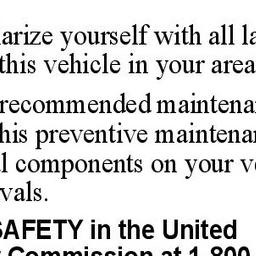 arize yourself with all la
this vehicle in your area
recommended maintena
his preventive maintenan
l components on your ve
vals.
SAFETY in the United
Commission at 1-800